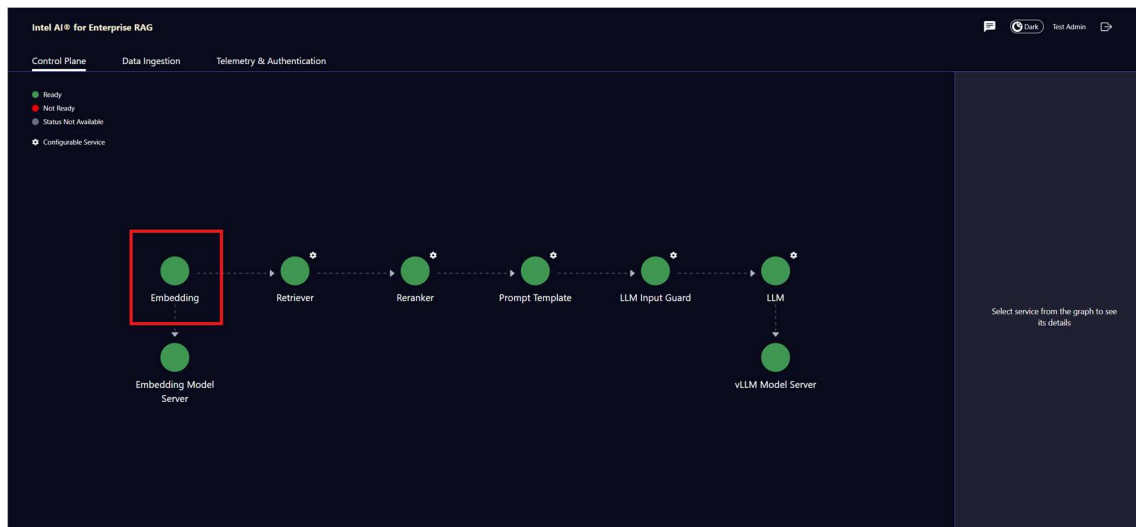 Intel AI® for Enterprise RAG
Dark
Test Admin
Control Plane
Data Ingestion
Telemetry & Authentication
Ready
Not Ready
Status Not Available
Configurable Service
Embedding
Retriever
Reranker
Prompt Template
LLM Input Guard
LLM
Embedding Model
Server
vLLM Model Server
Select service from the graph to see
its details